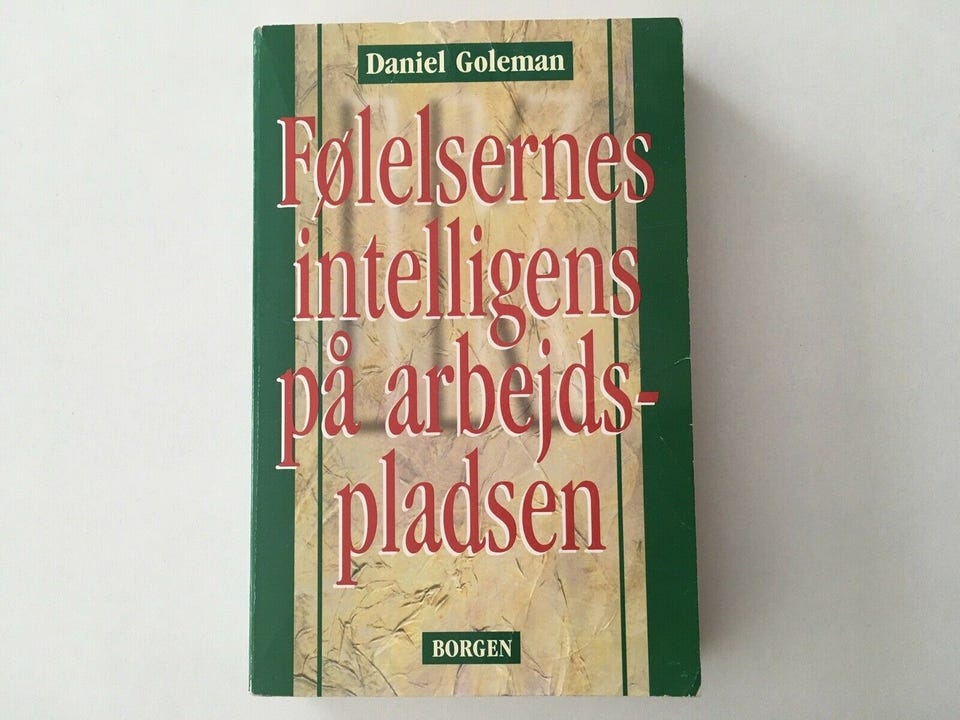 Daniel Goleman
Følelsernes
intelligens
på arbejds-
pladsen
BORGEN